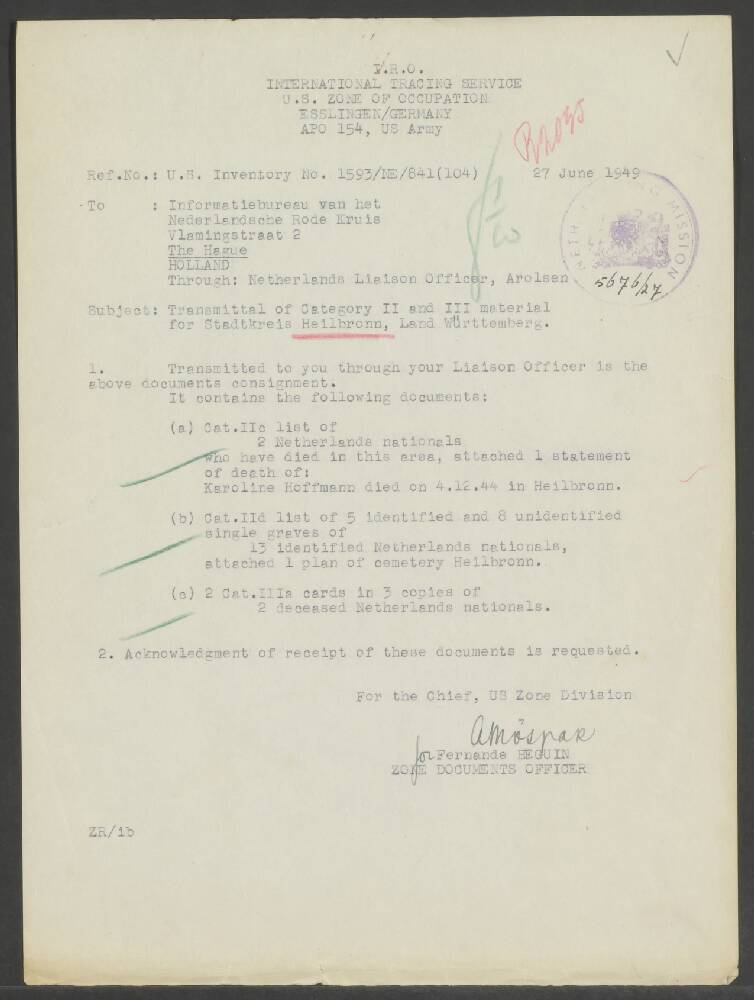 I.R.O.
INTERNATIONAL TRACING SERVICE
U.S. ZONE OF OCCUPATION
ESSLINGEN/GERMANY
APO 154, US Army
Ref.No.: U.S. Inventory No. 1593/NE/841(104) 27 June 1949
To : Informatiebureau van het
Nederlandsche Rode Kruis
Vlamingstraat 2
The Hague
HOLLAND
Through: Netherlands Liaison Officer, Arolsen
NETH. TRACING MISSION
5676/27
Subject: Transmittal of Category II and III material
for Stadtkreis Heilbronn, Land Württemberg.
1. Transmitted to you through your Liaison Officer is the
above documents consignment.
It contains the following documents:
(a) Cat.IIc list of
2 Netherlands nationals
who have died in this area, attached 1 statement
of death of:
Karoline Hoffmann died on 4.12.44 in Heilbronn.
(b) Cat.IId list of 5 identified and 8 unidentified
single graves of
13 identified Netherlands nationals,
attached 1 plan of cemetery Heilbronn.
(c) 2 Cat.IIIa cards in 3 copies of
2 deceased Netherlands nationals.
2. Acknowledgment of receipt of these documents is requested.
For the Chief, US Zone Division
for Fernande HEGUIN
ZONE DOCUMENTS OFFICER
ZR/ib